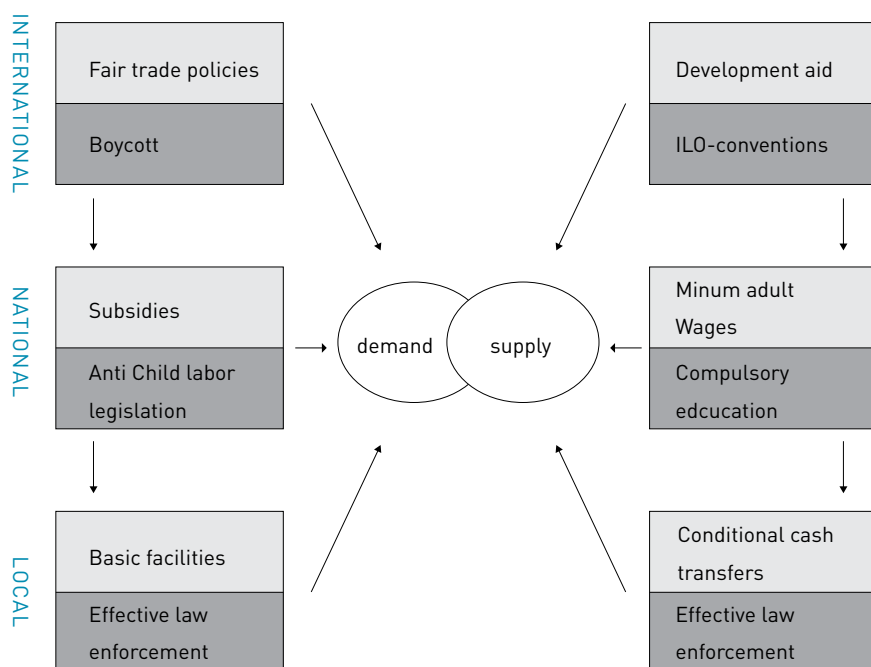 INTERNATIONAL
Fair trade policies
Boycott
Development aid
ILO-conventions
NATIONAL
Subsidies
Anti Child labor
legislation
demand
supply
Minum adult
Wages
Compulsory
edcucation
LOCAL
Basic facilities
Effective law
enforcement
Conditional cash
transfers
Effective law
enforcement